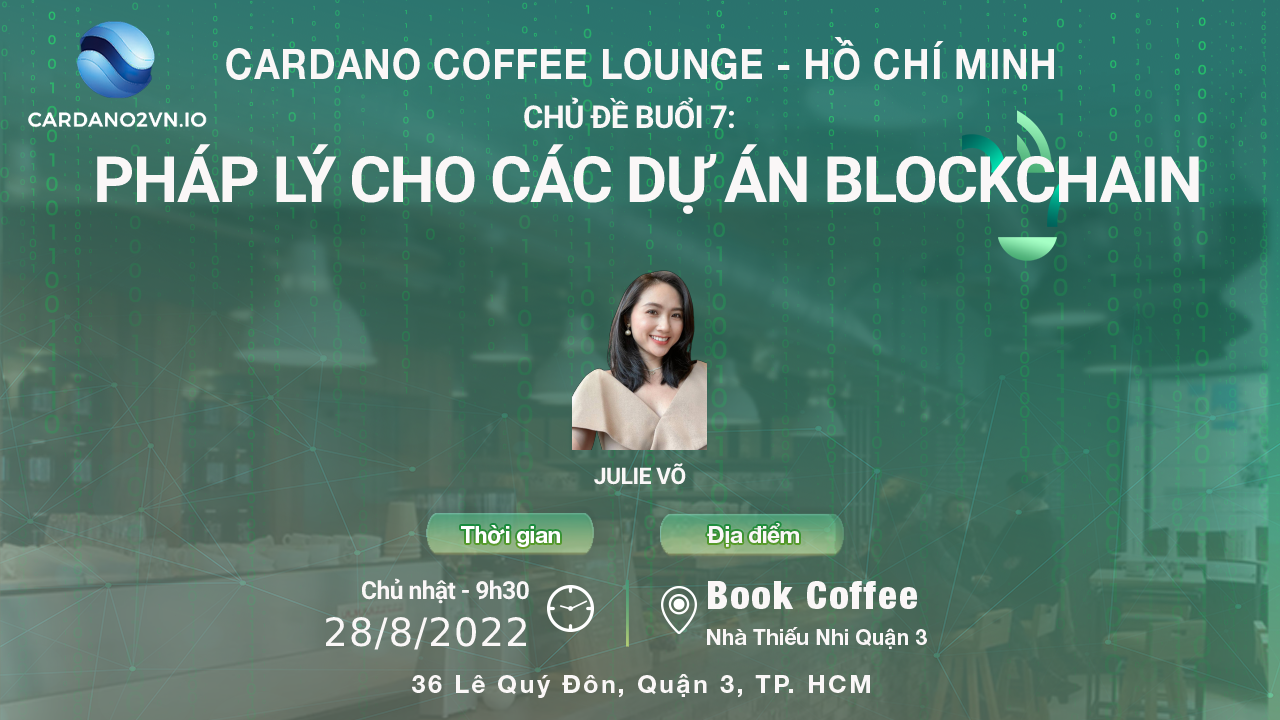 CARDANO2VN.IO
CARDANO COFFEE LOUNGE - HỒ CHÍ MINH
CHỦ ĐỀ BUỔI 7:
PHÁP LÝ CHO CÁC DỰ ÁN BLOCKCHAIN
JULIE VÕ
Thời gian
Địa điểm
Chủ nhật - 9h30
28/8/2022
Book Coffee
Nhà Thiếu Nhi Quận 3
36 Lê Quý Đôn, Quận 3, TP. HCM